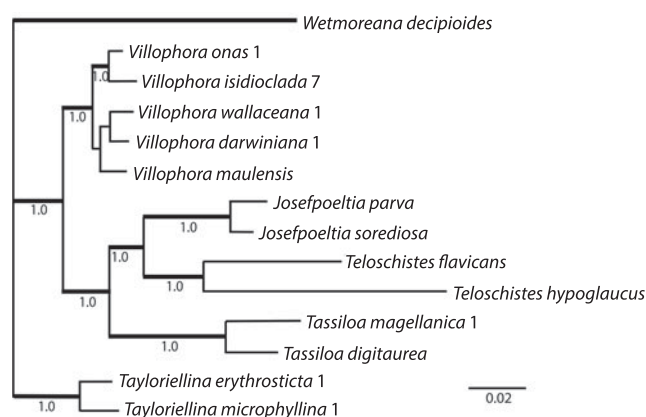 Wetmoreana decipioides
Villophora onas 1
1.0
Villophora isidioclada 7
1.0
Villophora wallaceana 1
Villophora darwiniana 1
Villophora maulensis
1.0
Josefpoeltia parva
1.0
Josefpoeltia sorediosa
1.0
Teloschistes flavicans
1.0
Teloschistes hypoglaucus
1.0
Tassiloa magellanica 1
1.0
Tassiloa digitaurea
Tayloriellina erythrosticta 1
0.02
1.0
Tayloriellina microphyllina 1